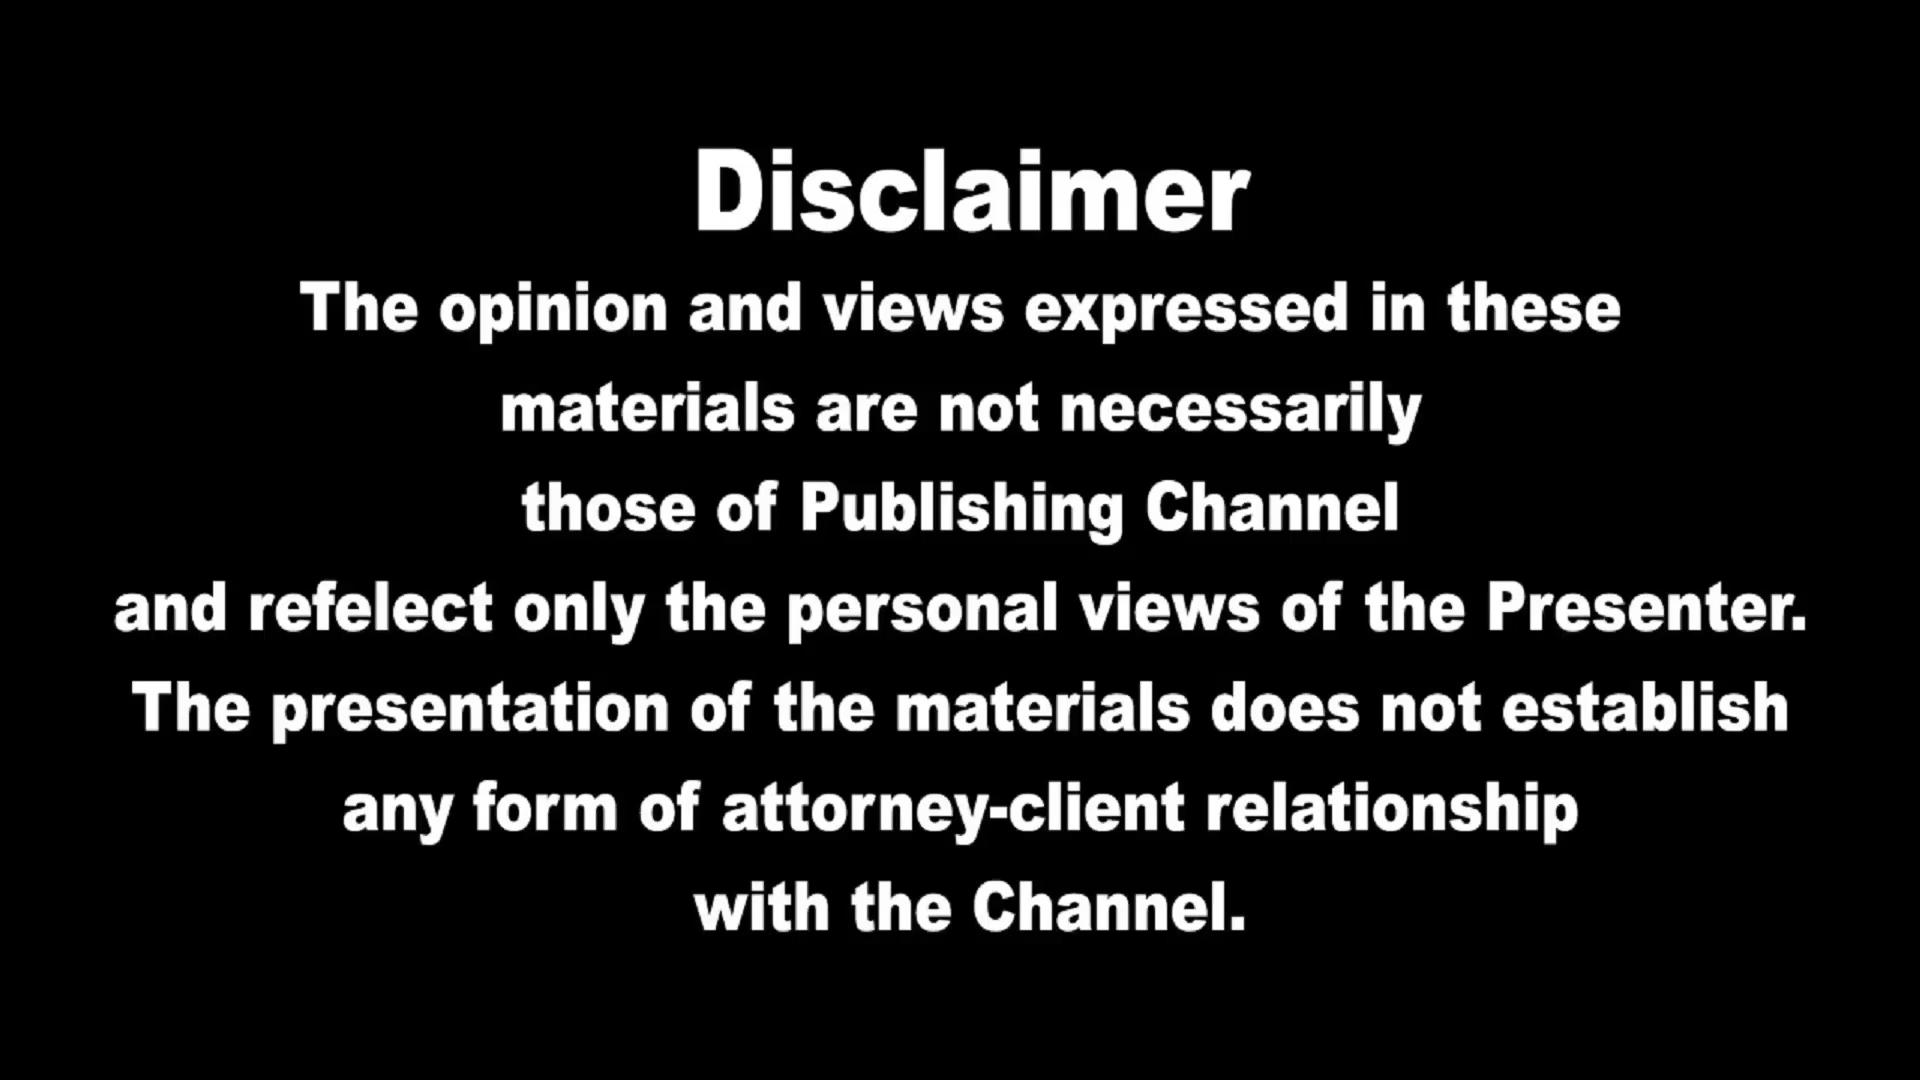 Disclaimer
The opinion and views expressed in these
materials are not necessarily
those of Publishing Channel
and refelect only the personal views of the Presenter.
The presentation of the materials does not establish
any form of attorney-client relationship
with the Channel.